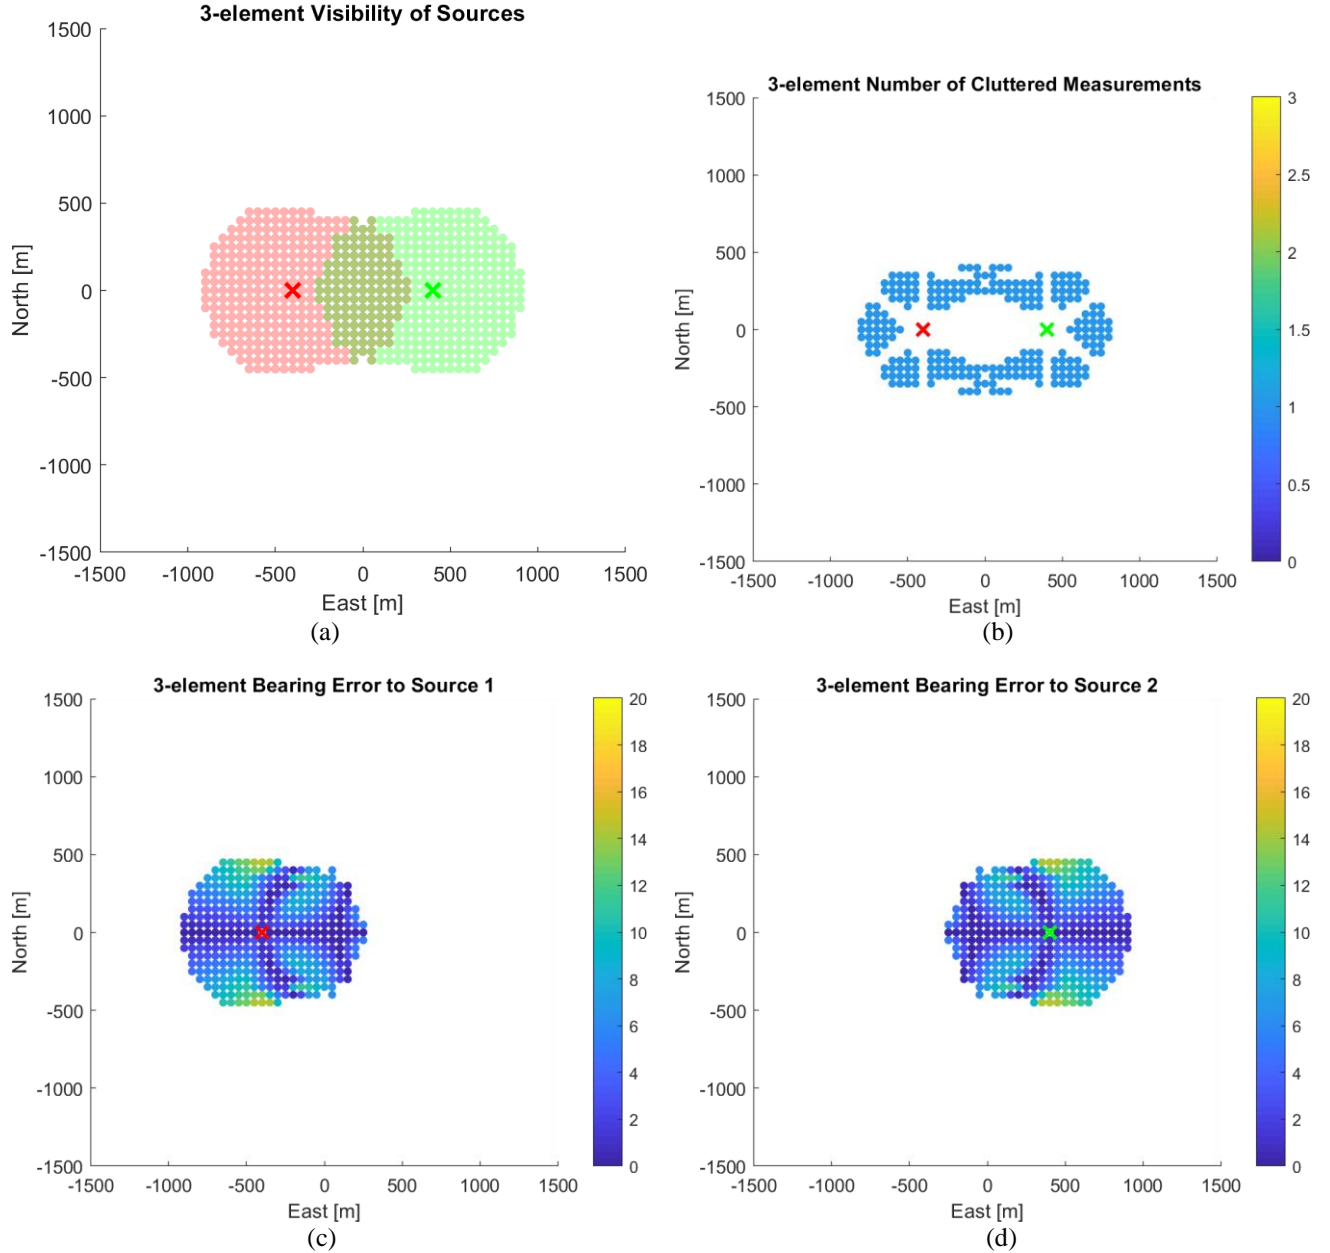 3-element Visibility of Sources
1500
1000
500
0
-500
-1000
-1500
North [m]
-1500 -1000 -500 0 500 1000 1500
East [m]
(a)
3-element Number of Cluttered Measurements
1500
1000
500
0
-500
-1000
-1500
North [m]
-1500 -1000 -500 0 500 1000 1500
East [m]
3
2.5
2
1.5
1
0.5
0
(b)
3-element Bearing Error to Source 1
1500
1000
500
0
-500
-1000
-1500
North [m]
-1500 -1000 -500 0 500 1000 1500
East [m]
20
18
16
14
12
10
8
6
4
2
0
(c)
3-element Bearing Error to Source 2
1500
1000
500
0
-500
-1000
-1500
North [m]
-1500 -1000 -500 0 500 1000 1500
East [m]
20
18
16
14
12
10
8
6
4
2
0
(d)